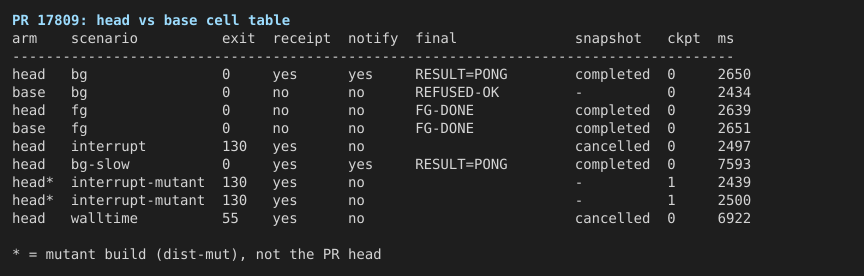 PR 17809: head vs base cell table
arm    scenario          exit  receipt  notify  final              snapshot   ckpt  ms
--------------------------------------------------------------------------------------
head   bg                0     yes      yes     RESULT=PONG        completed  0     2650
base   bg                0     no       no      REFUSED-OK         -          0     2434
head   fg                0     no       no      FG-DONE            completed  0     2639
base   fg                0     no       no      FG-DONE            completed  0     2651
head   interrupt         130   yes      no                         cancelled  0     2497
head   bg-slow           0     yes      yes     RESULT=PONG        completed  0     7593
head*  interrupt-mutant  130   yes      no                         -          1     2439
head*  interrupt-mutant  130   yes      no                         -          1     2500
head   walltime          55    yes      no                         cancelled  0     6922
* = mutant build (dist-mut), not the PR head